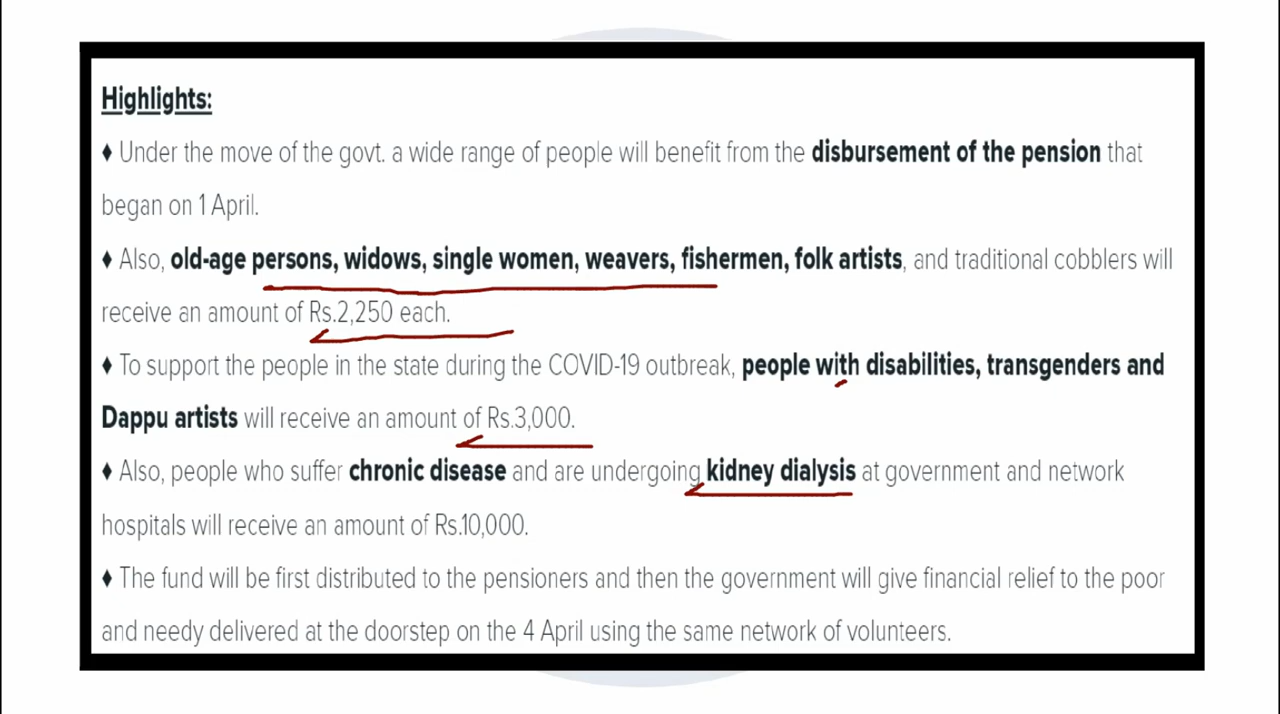 Highlights:
♦ Under the move of the govt. a wide range of people will benefit from the disbursement of the pension that
began on 1 April.
♦ Also, old-age persons, widows, single women, weavers, fishermen, folk artists, and traditional cobblers will
receive an amount of Rs.2,250 each.
♦ To support the people in the state during the COVID-19 outbreak, people with disabilities, transgenders and
Dappu artists will receive an amount of Rs.3,000.
♦ Also, people who suffer chronic disease and are undergoing kidney dialysis at government and network
hospitals will receive an amount of Rs.10,000.
♦ The fund will be first distributed to the pensioners and then the government will give financial relief to the poor
and needy delivered at the doorstep on the 4 April using the same network of volunteers.